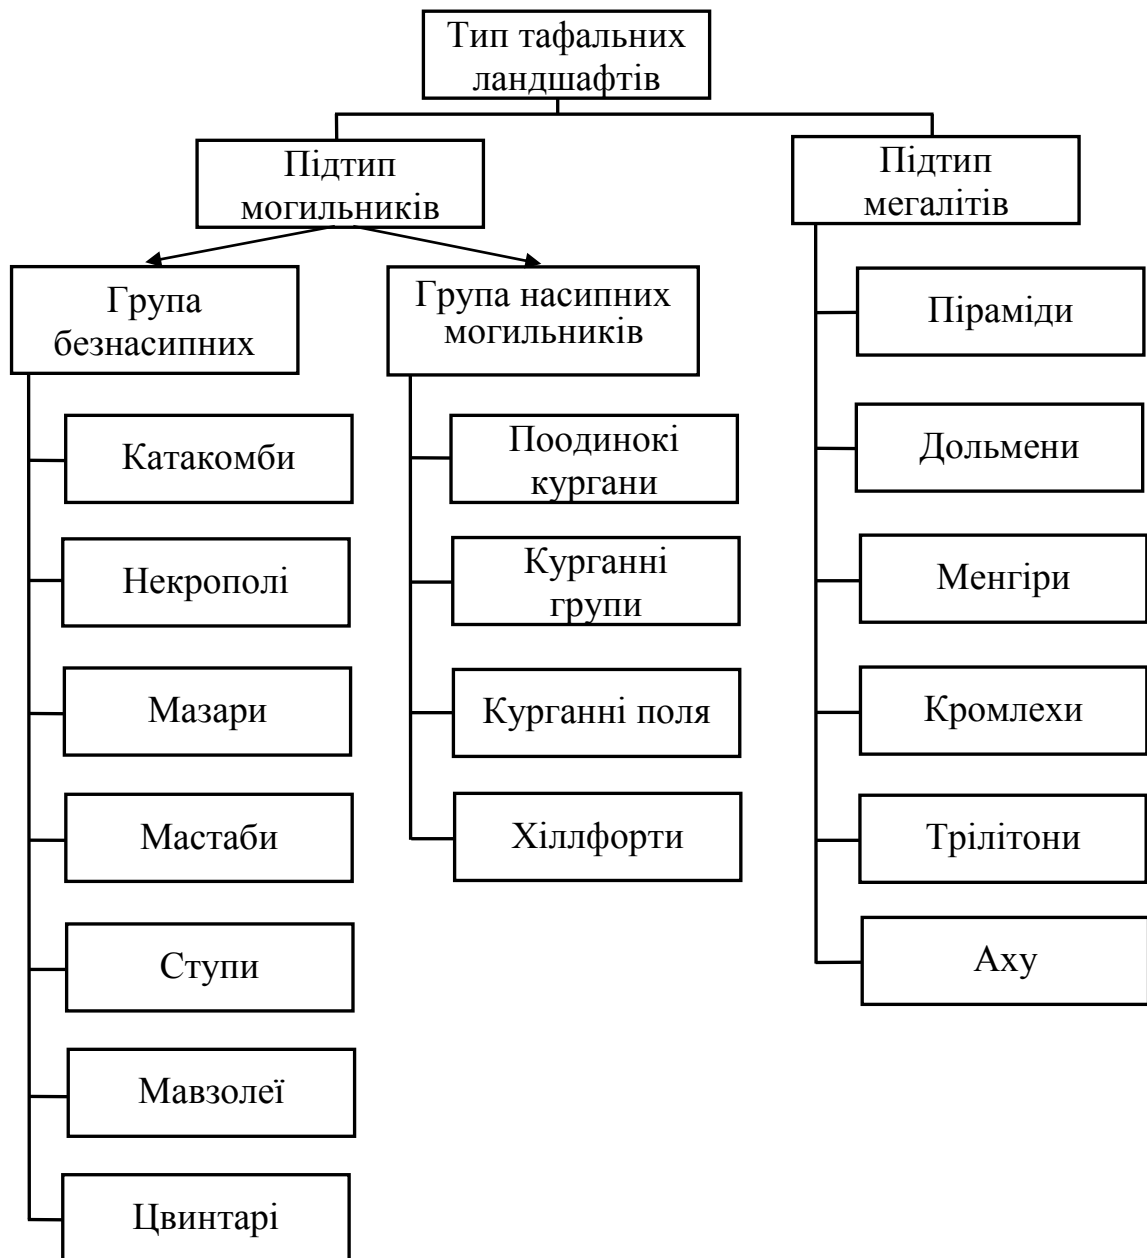 Тип тафальних
ландшафтів
Підтип
могильників
Підтип
мегалітів
Група
безнасипних
Група насипних
могильників
Катакомби
Некрополі
Мазари
Мастаби
Ступи
Мавзолеї
Цвинтарі
Поодинокі
кургани
Курганні
групи
Курганні поля
Хіллфорти
Піраміди
Дольмени
Менгіри
Кромлехи
Трілітони
Аху